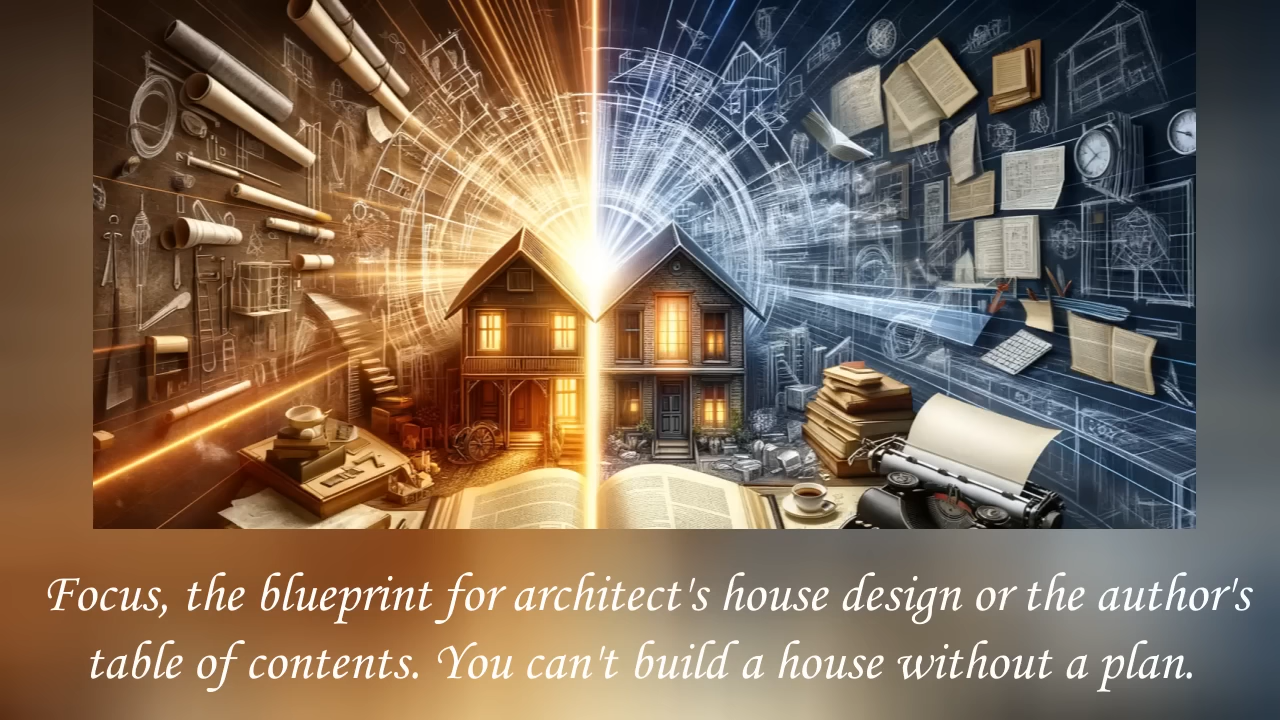 Focus, the blueprint for architect's house design or the author's
table of contents. You can't build a house without a plan.